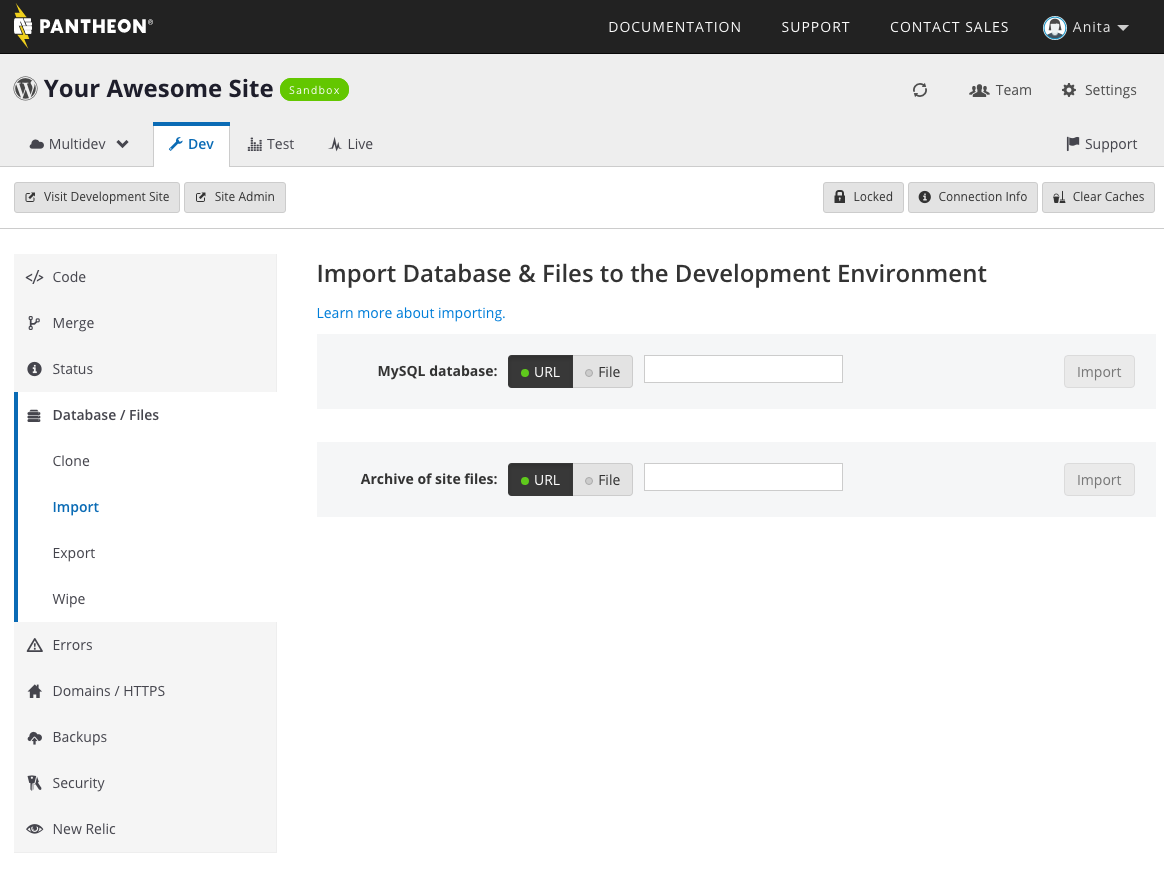 PANTHEON®
DOCUMENTATION
SUPPORT
CONTACT SALES
Anita
Your Awesome Site
Sandbox
Team
Settings
Multidev
Dev
Test
Live
Support
Visit Development Site
Site Admin
Locked
Connection Info
Clear Caches
Code
Merge
Status
Database / Files
Clone
Import
Export
Wipe
Errors
Domains / HTTPS
Backups
Security
New Relic
Import Database & Files to the Development Environment
Learn more about importing.
MySQL database: URL File Import
Archive of site files: URL File Import